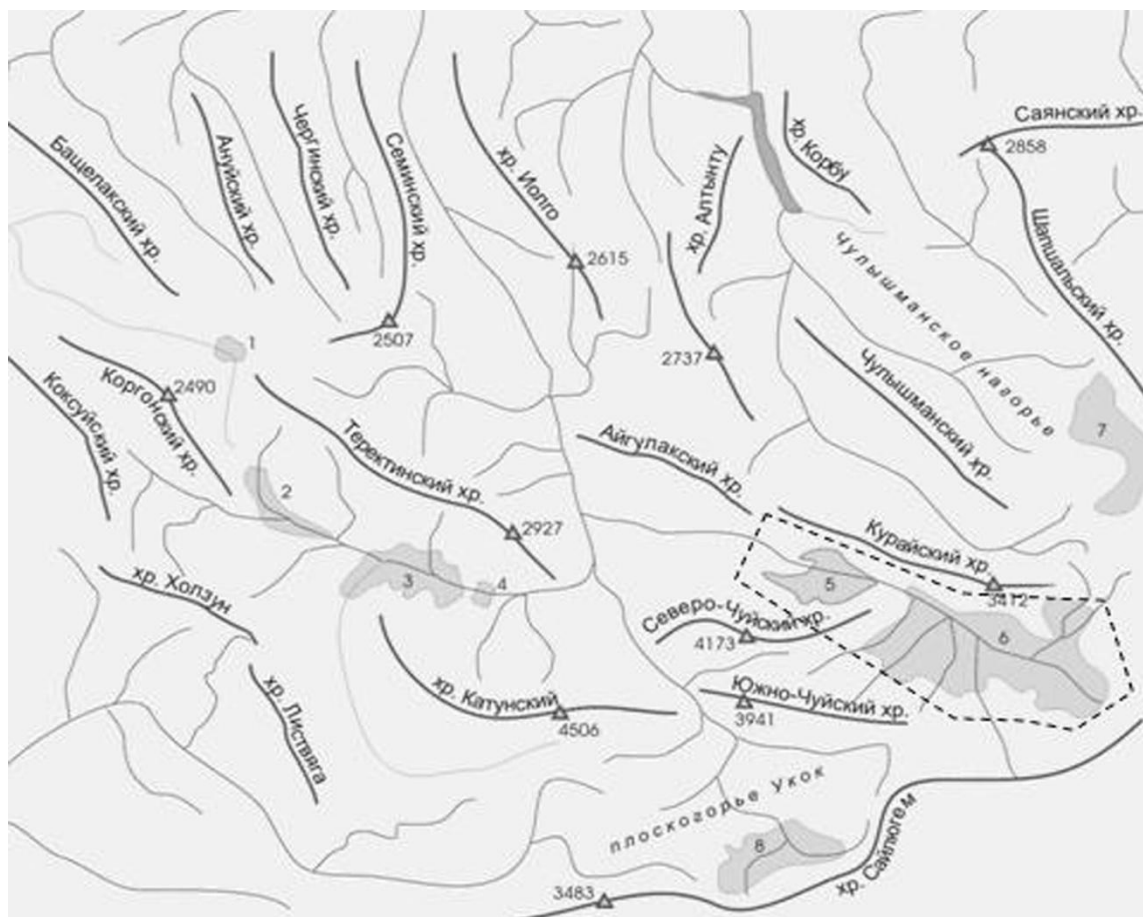 Бащелакский хр.
Ануйский хр.
Чергинский хр.
Семинский хр.
хр. Иолго
хр. Алтынту
хр. Корбу
Саянский хр.
2858
Шапшальский хр.
Чулышманское нагорье
2615
2507
2737
1
2490
Коксуйский хр.
Коргонский хр.
Теректинский хр.
Айгулакский хр.
Чулышманский хр.
7
2
2927
Курайский хр.
3412
3
4
5
6
хр. Холзин
Северо-Чуйский хр.
4173
хр. Листвяга
хр. Катунский
4506
Южно-Чуйский хр.
3941
плоскогорье Укок
8
хр. Сайлюгем
3483